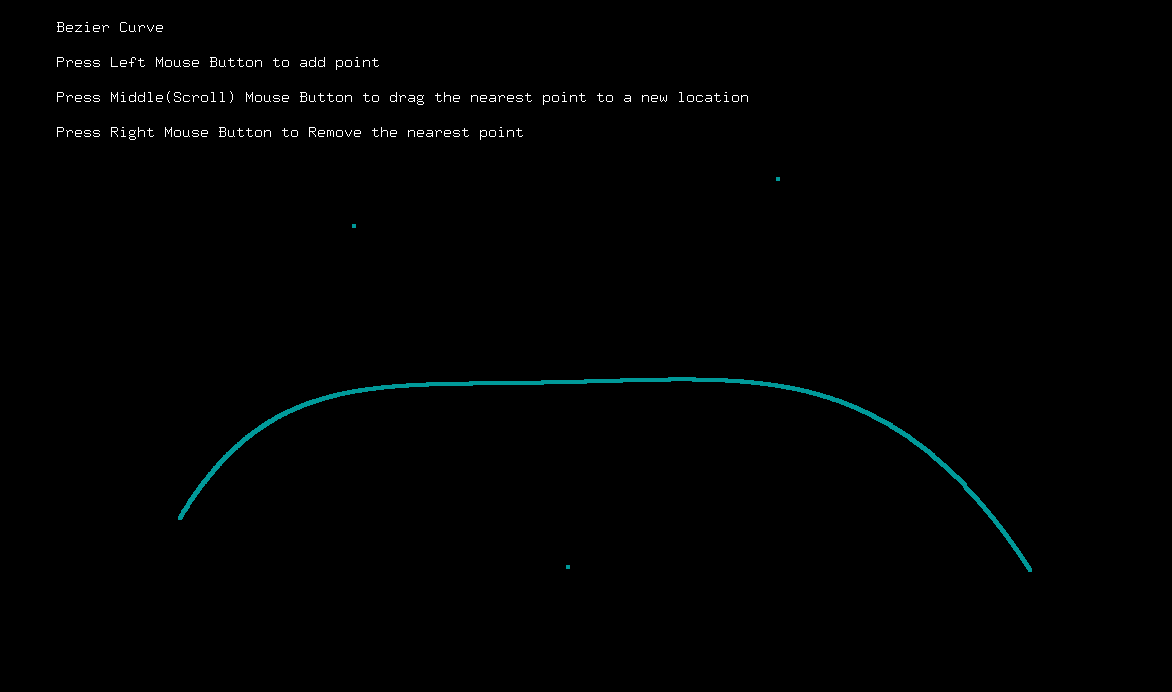 Bezier Curve
Press Left Mouse Button to add point
Press Middle(Scroll) Mouse Button to drag the nearest point to a new location
Press Right Mouse Button to Remove the nearest point